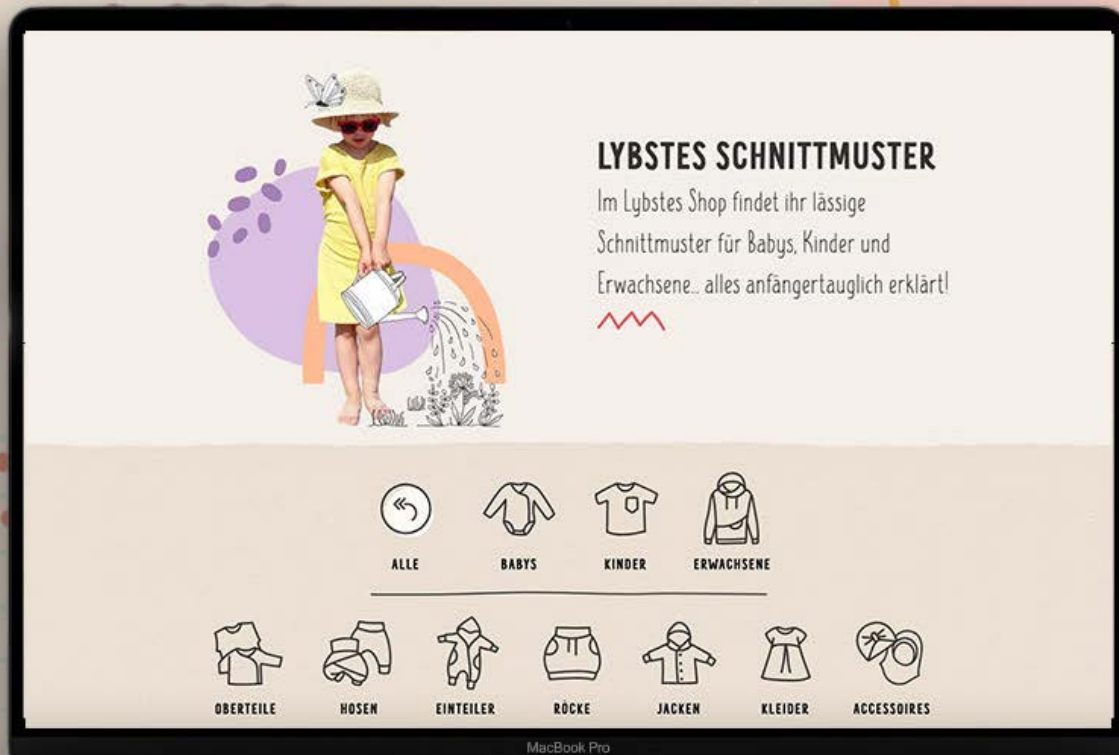 LYBSTES SCHNITTMUSTER
Im Lybstes Shop findet ihr lässige
Schnittmuster für Babys, Kinder und
Erwachsene.. alles anfängertauglich erklärt!
ALLE BABYS KINDER ERWACHSENE
OBERTEILE HOSEN EINTEILER RÖCKE JACKEN KLEIDER ACCESSOIRES
MacBook Pro